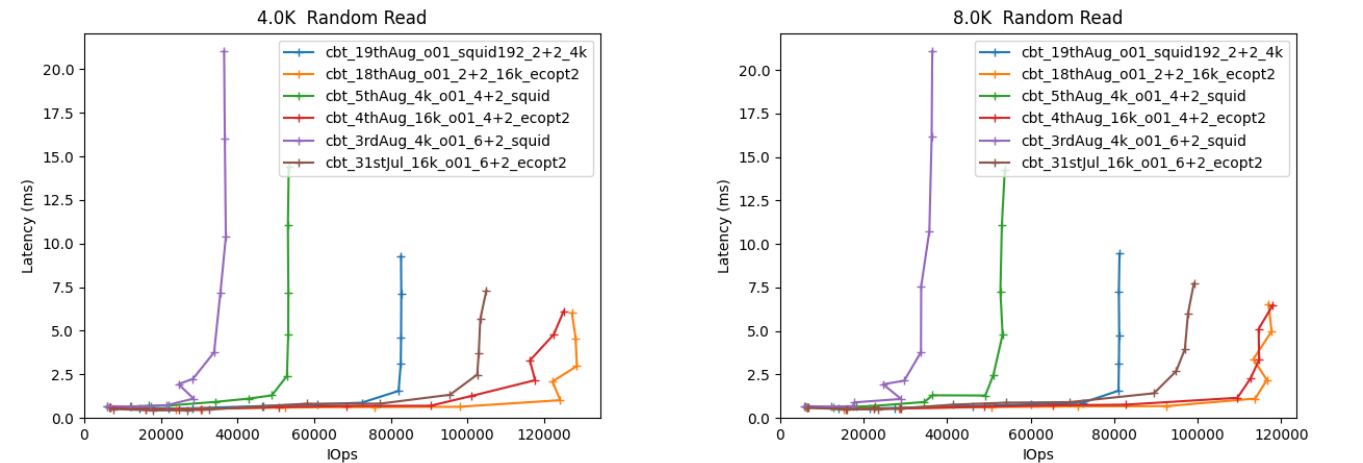 4.0K  Random Read
cbt_19thAug_o01_squid192_2+2_4k
cbt_18thAug_o01_2+2_16k_ecopt2
cbt_5thAug_4k_o01_4+2_squid
cbt_4thAug_16k_o01_4+2_ecopt2
cbt_3rdAug_4k_o01_6+2_squid
cbt_31stJul_16k_o01_6+2_ecopt2
Latency (ms)
20.0
17.5
15.0
12.5
10.0
7.5
5.0
2.5
0.0
0 20000 40000 60000 80000 100000 120000
IOps
8.0K  Random Read
cbt_19thAug_o01_squid192_2+2_4k
cbt_18thAug_o01_2+2_16k_ecopt2
cbt_5thAug_4k_o01_4+2_squid
cbt_4thAug_16k_o01_4+2_ecopt2
cbt_3rdAug_4k_o01_6+2_squid
cbt_31stJul_16k_o01_6+2_ecopt2
Latency (ms)
20.0
17.5
15.0
12.5
10.0
7.5
5.0
2.5
0.0
0 20000 40000 60000 80000 100000 120000
IOps